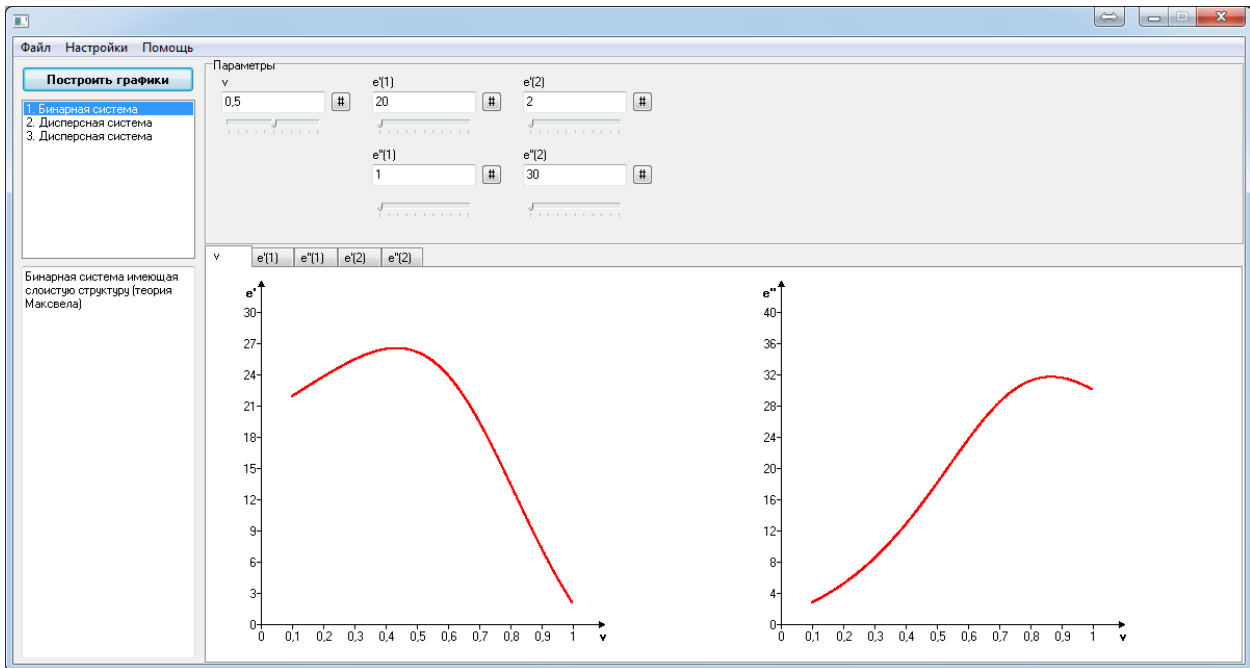 Файл Настройки Помощь
Построить графики
1. Бинарная система
2. Дисперсная система
3. Дисперсная система
Бинарная система имеющая
слоистую структуру (теория
Максвела)
Параметры
v e'(1) e'(2)
0,5 # 20 # 2 #
e''(1) e''(2)
1 # 30 #
v e'(1) e''(1) e'(2) e''(2)
e'
30
27
24
21
18
15
12
9
6
3
0
0 0,1 0,2 0,3 0,4 0,5 0,6 0,7 0,8 0,9 1 v
e''
40
36
32
28
24
20
16
12
8
4
0
0 0,1 0,2 0,3 0,4 0,5 0,6 0,7 0,8 0,9 1 v